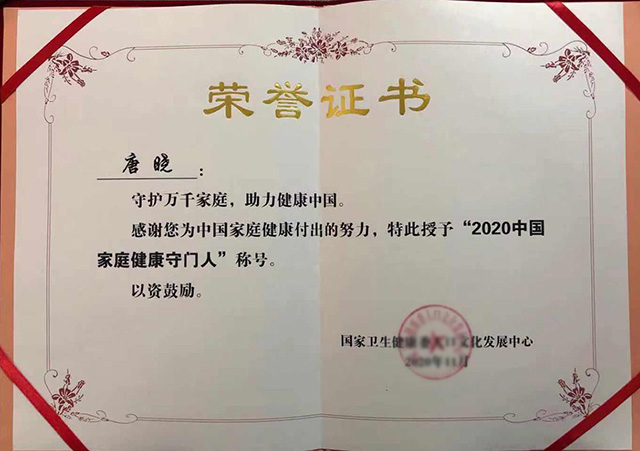 荣誉证书
唐晓：
守护万千家庭，助力健康中国。
感谢您为中国家庭健康付出的努力，特此授予“2020中国
家庭健康守门人”称号。
以资鼓励。
国家卫生健康委人口文化发展中心
2020年11月